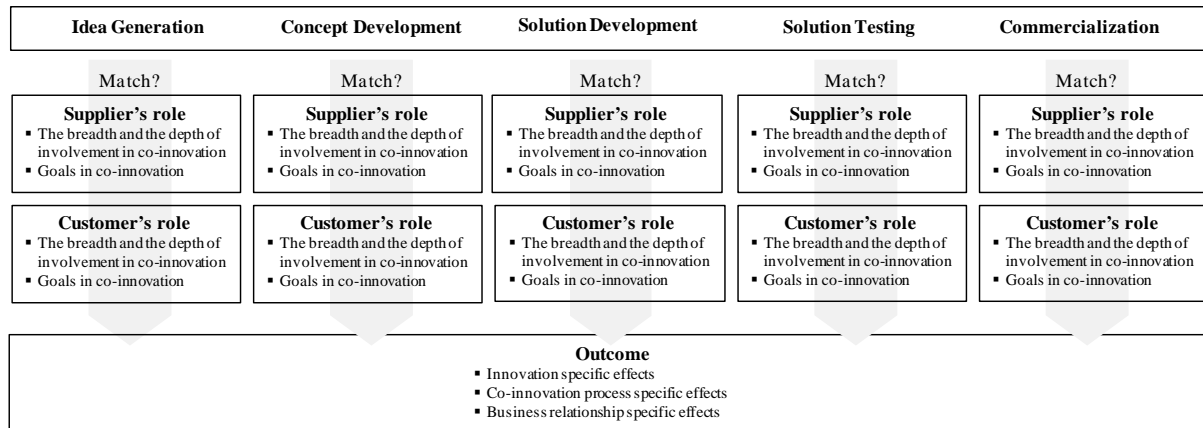 Idea Generation
Concept Development
Solution Development
Solution Testing
Commercialization
Match?
Match?
Match?
Match?
Match?
Supplier’s role
▪ The breadth and the depth of
involvement in co-innovation
▪ Goals in co-innovation
Supplier’s role
▪ The breadth and the depth of
involvement in co-innovation
▪ Goals in co-innovation
Supplier’s role
▪ The breadth and the depth of
involvement in co-innovation
▪ Goals in co-innovation
Supplier’s role
▪ The breadth and the depth of
involvement in co-innovation
▪ Goals in co-innovation
Supplier’s role
▪ The breadth and the depth of
involvement in co-innovation
▪ Goals in co-innovation
Customer’s role
▪ The breadth and the depth of
involvement in co-innovation
▪ Goals in co-innovation
Customer’s role
▪ The breadth and the depth of
involvement in co-innovation
▪ Goals in co-innovation
Customer’s role
▪ The breadth and the depth of
involvement in co-innovation
▪ Goals in co-innovation
Customer’s role
▪ The breadth and the depth of
involvement in co-innovation
▪ Goals in co-innovation
Customer’s role
▪ The breadth and the depth of
involvement in co-innovation
▪ Goals in co-innovation
Outcome
▪ Innovation specific effects
▪ Co-innovation process specific effects
▪ Business relationship specific effects